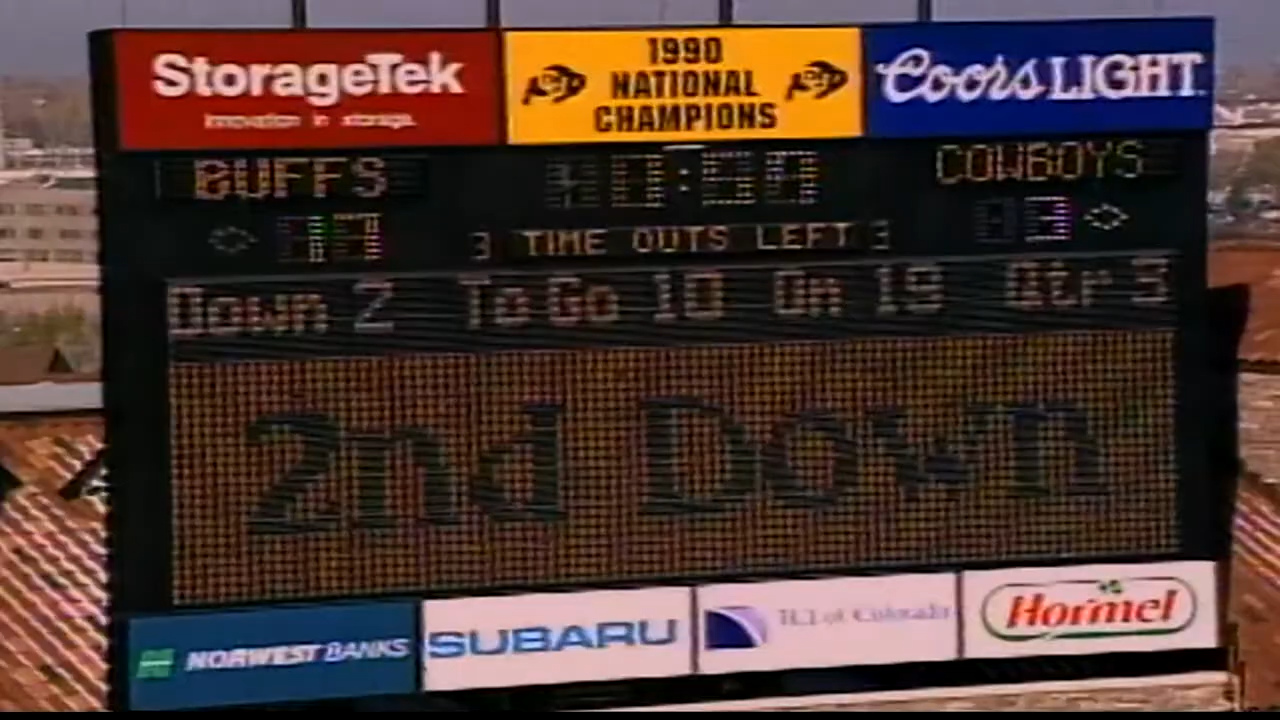 StorageTek
Innovation in storage.
1990
NATIONAL
CHAMPIONS
Coors LIGHT
BUFFS
COWBOYS
3 TIME OUTS LEFT 3
Down 2 To Go 10 On 19 Qtr 3
2nd Down
NORWEST BANKS
SUBARU
TCI of Colorado
Hormel